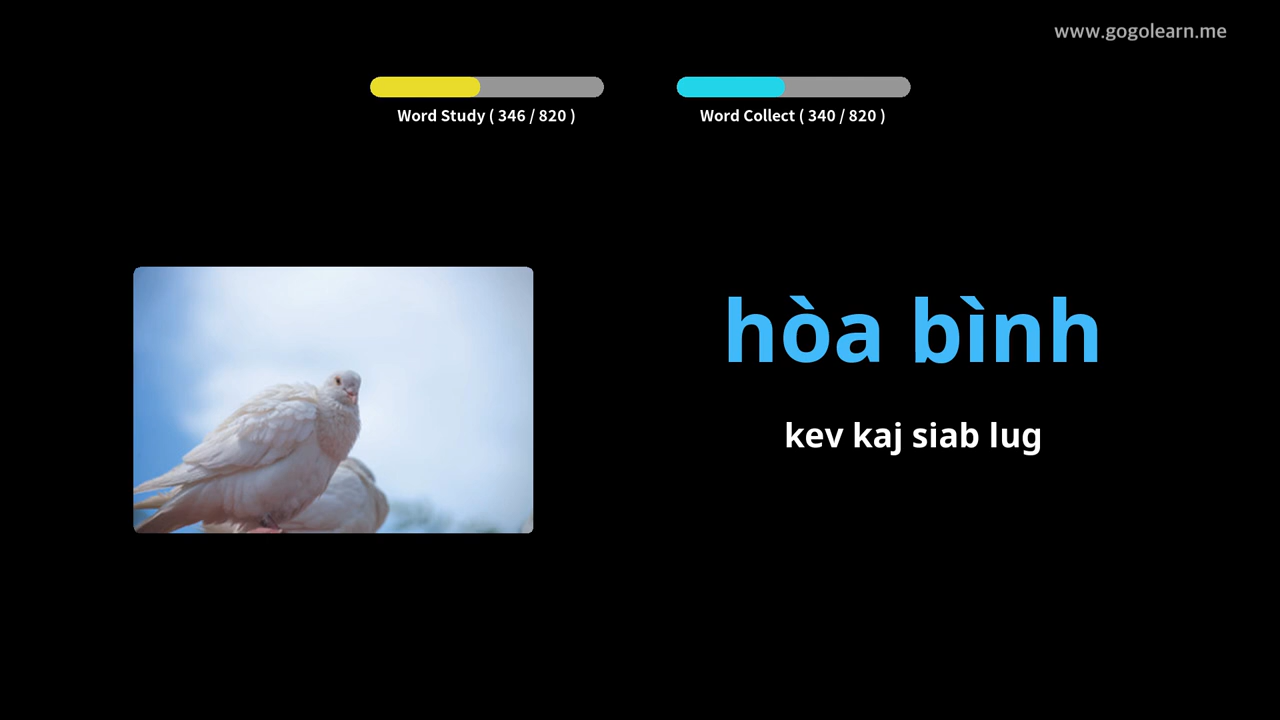 www.gogolearn.me
Word Study ( 346 / 820 )
Word Collect ( 340 / 820 )
hòa bình
kev kaj siab lug